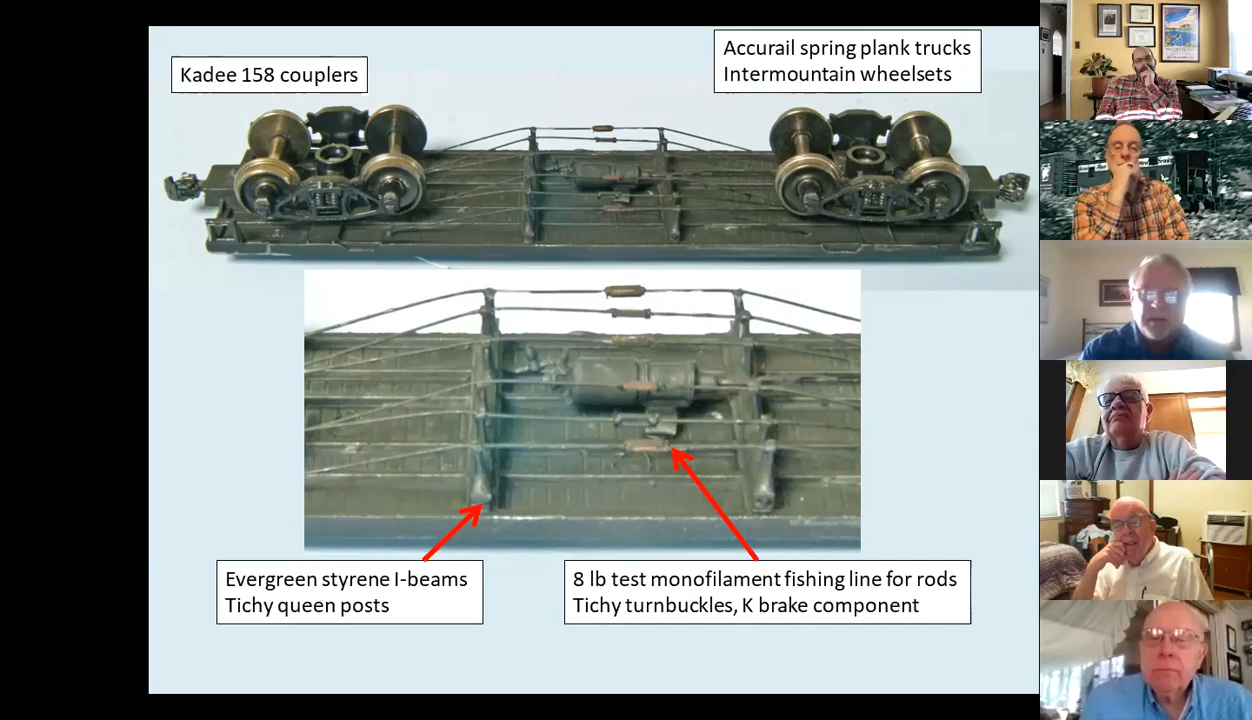 Kadee 158 couplers
Accurail spring plank trucks
Intermountain wheelsets
Evergreen styrene I-beams
Tichy queen posts
8 lb test monofilament fishing line for rods
Tichy turnbuckles, K brake component